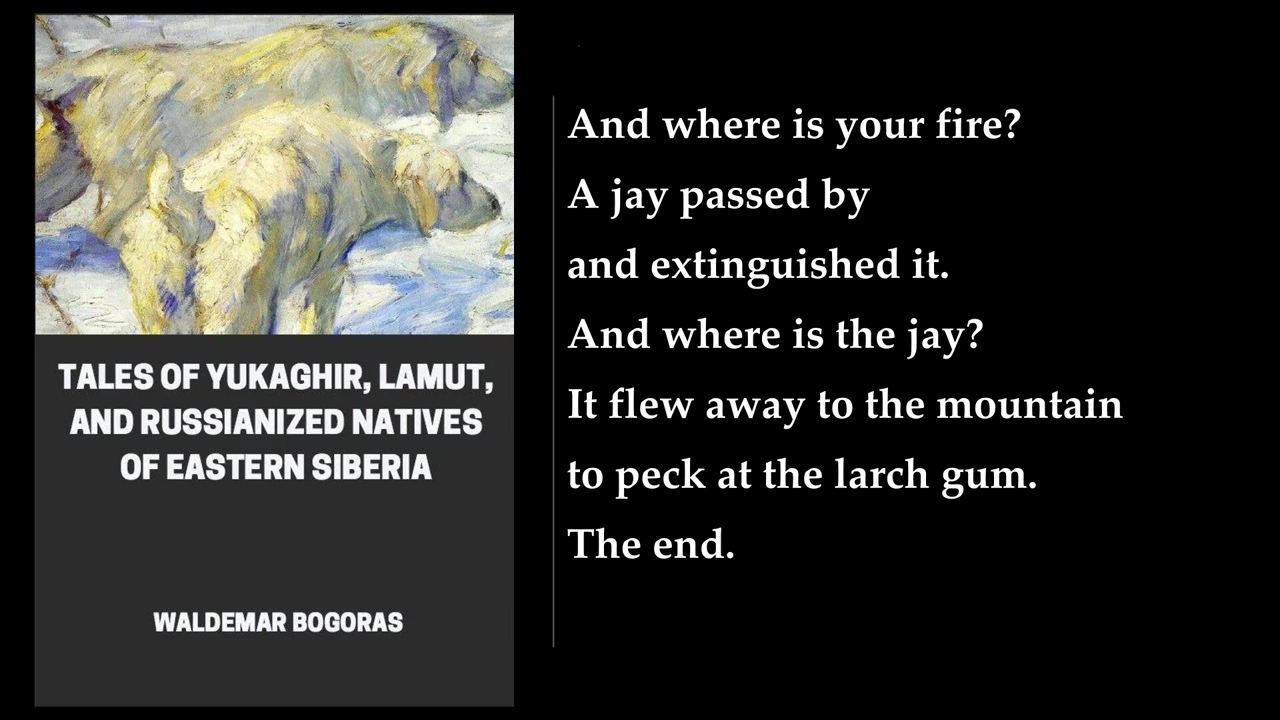 TALES OF YUKAGHIR, LAMUT,
AND RUSSIANIZED NATIVES
OF EASTERN SIBERIA
WALDEMAR BOGORAS
And where is your fire?
A jay passed by
and extinguished it.
And where is the jay?
It flew away to the mountain
to peck at the larch gum.
The end.